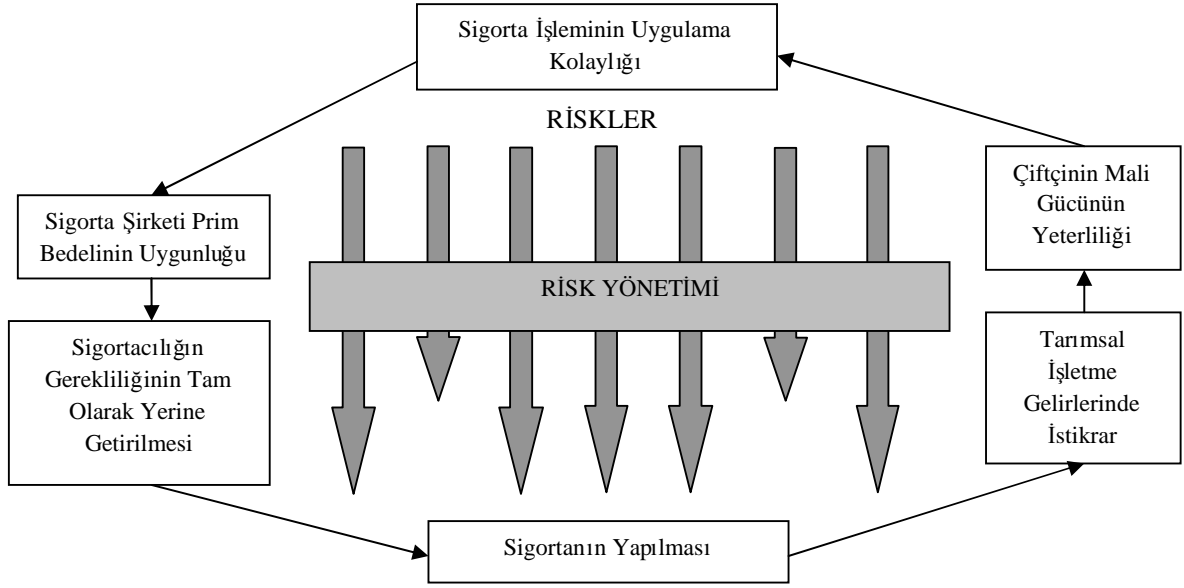 Sigorta İşleminin Uygulama
Kolaylığı
RİSKLER
Sigorta Şirketi Prim
Bedelinin Uygunluğu
Çiftçinin Mali
Gücünün
Yeterliliği
RİSK YÖNETİMİ
Sigortacılığın
Gerekliliğinin Tam
Olarak Yerine
Getirilmesi
Tarımsal
İşletme
Gelirlerinde
İstikrar
Sigortanın Yapılması